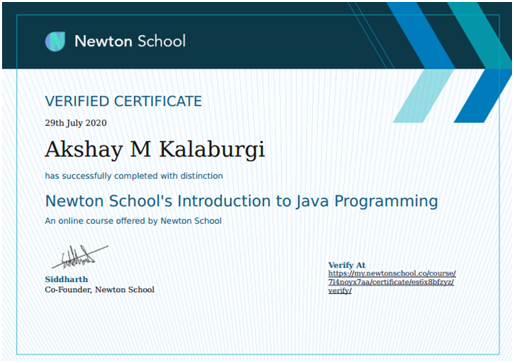 Newton School
VERIFIED CERTIFICATE
29th July 2020
Akshay M Kalaburgi
has successfully completed with distinction
Newton School's Introduction to Java Programming
An online course offered by Newton School
Siddharth
Co-Founder, Newton School
Verify At
https://my.newtonschool.co/course/
7l4noyx7aa/certificate/es6x8bfzyz/
verify/